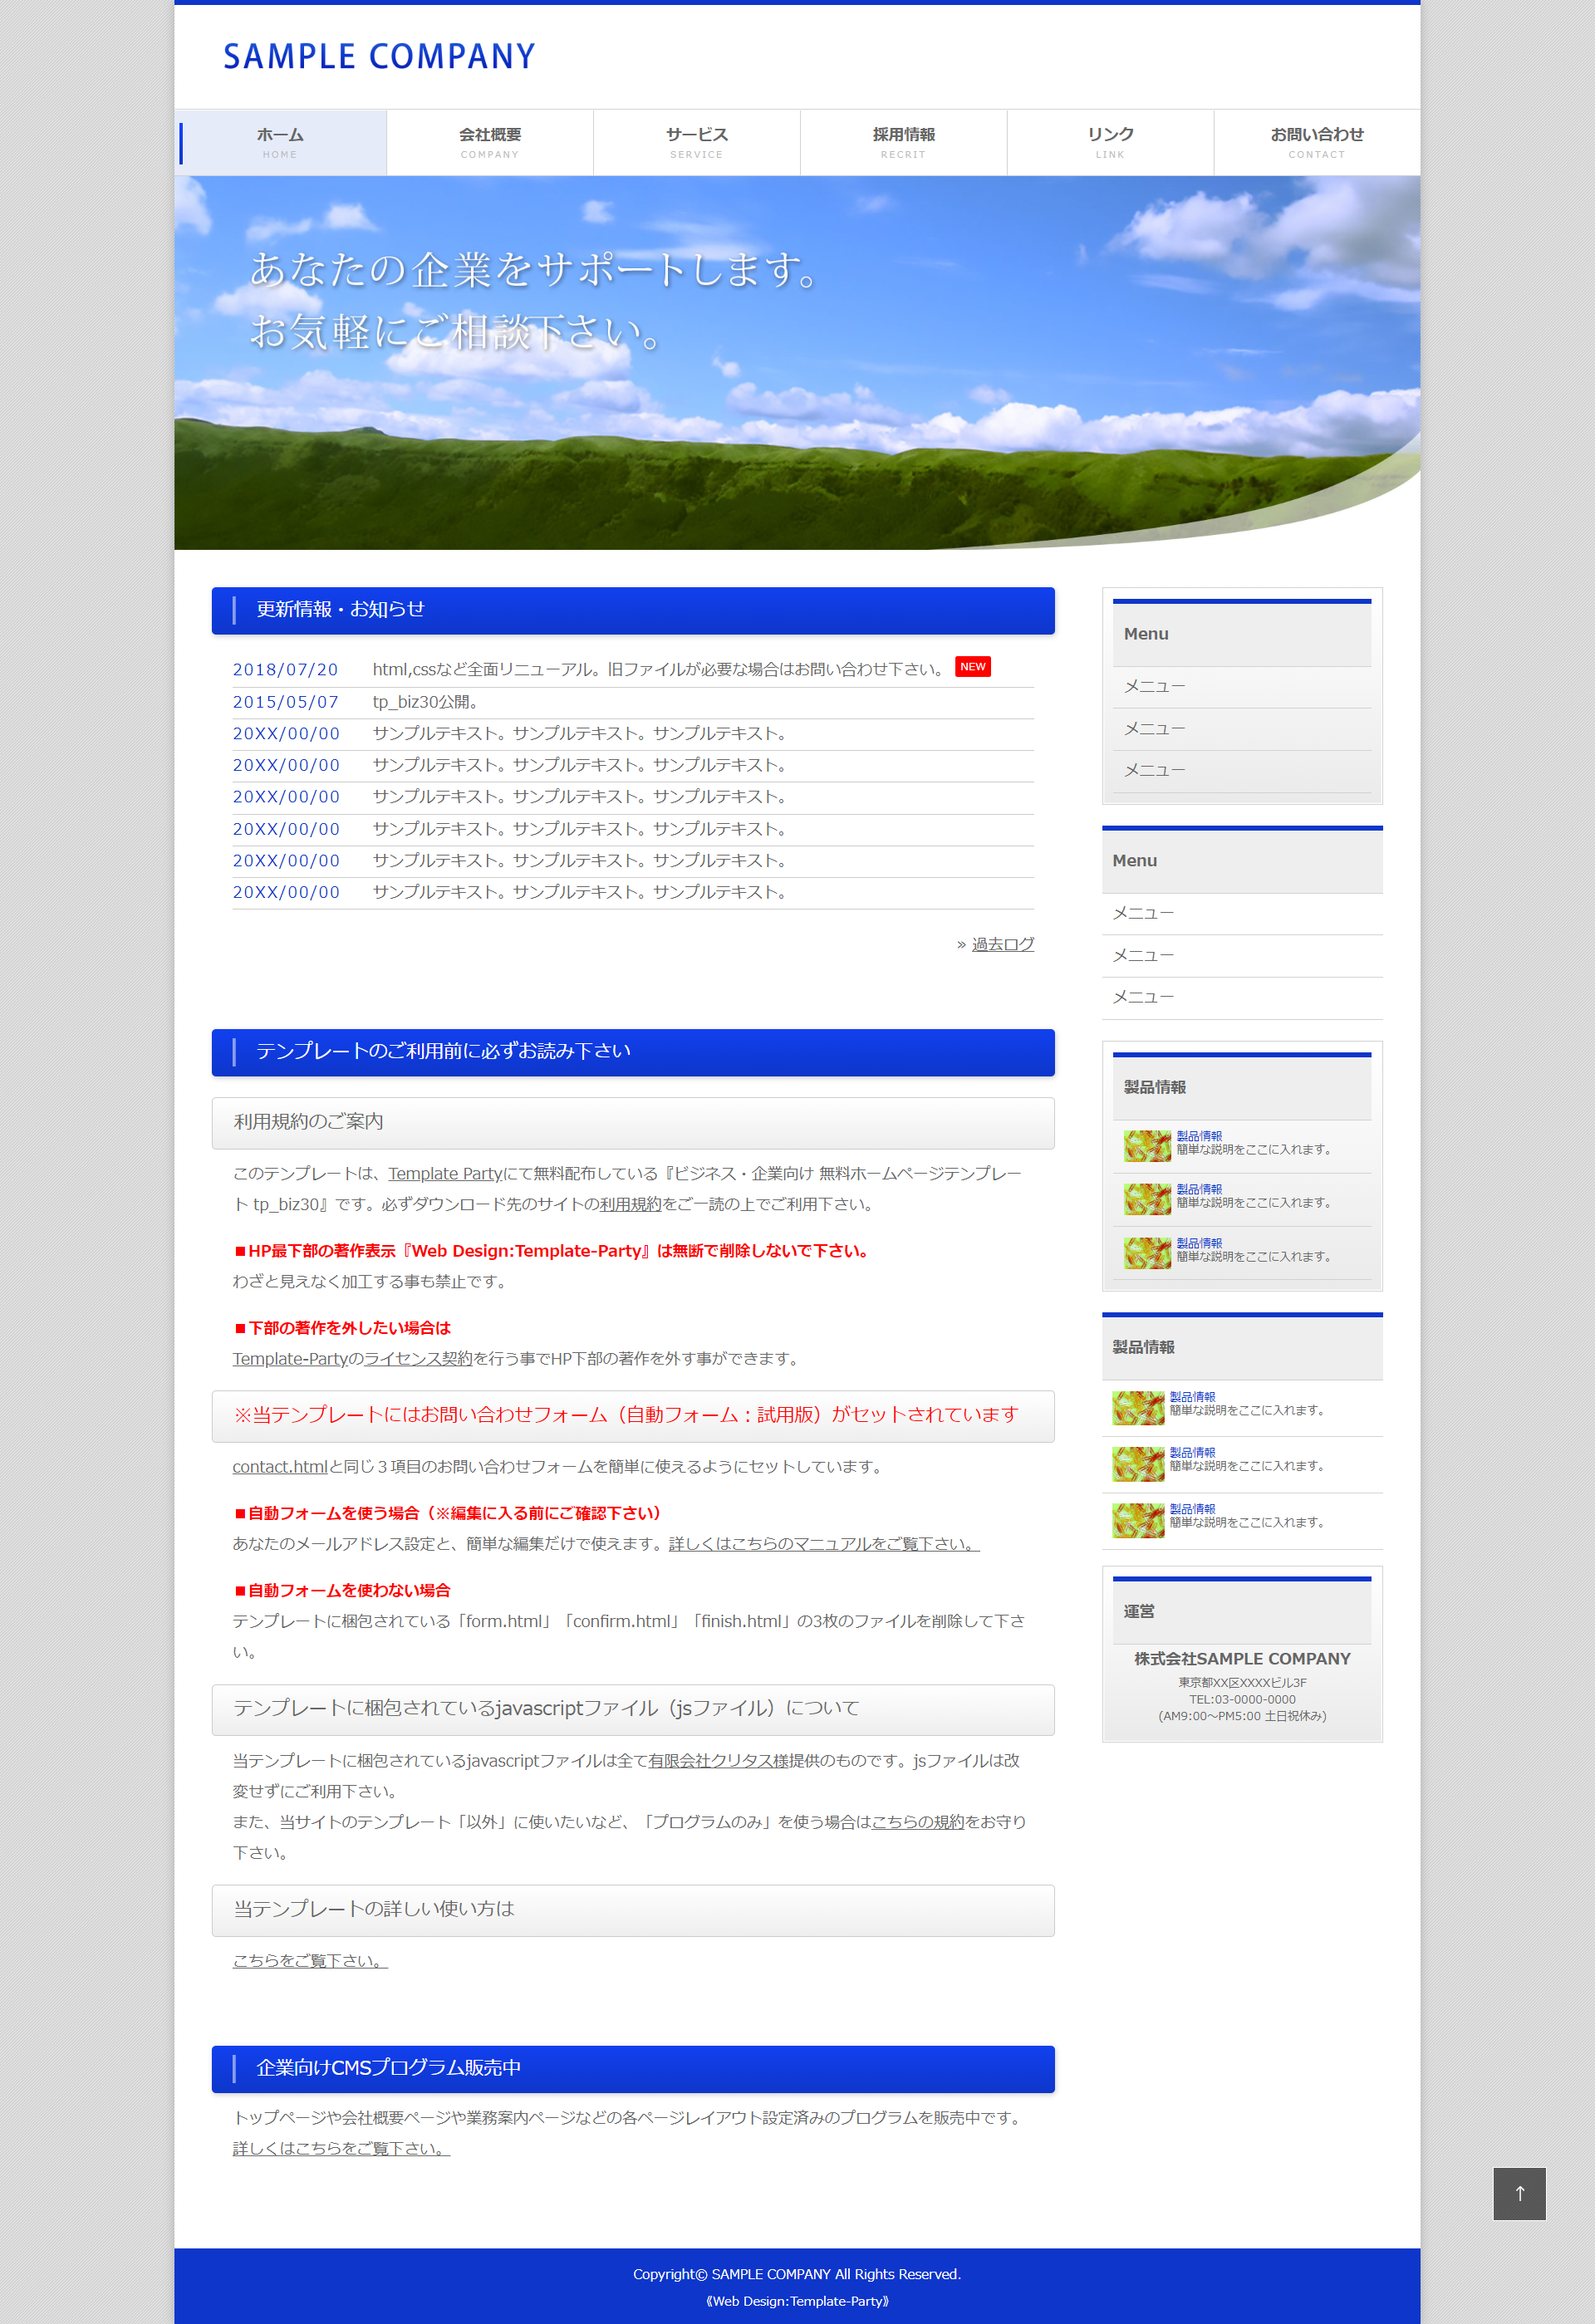 SAMPLE COMPANY
ホーム
HOME
会社概要
COMPANY
サービス
SERVICE
採用情報
RECRIT
リンク
LINK
お問い合わせ
CONTACT
あなたの企業をサポートします。
お気軽にご相談下さい。
更新情報・お知らせ
2018/07/20 html,cssなど全面リニューアル。旧ファイルが必要な場合はお問い合わせ下さい。 NEW
2015/05/07 tp_biz30公開。
20XX/00/00 サンプルテキスト。サンプルテキスト。サンプルテキスト。
20XX/00/00 サンプルテキスト。サンプルテキスト。サンプルテキスト。
20XX/00/00 サンプルテキスト。サンプルテキスト。サンプルテキスト。
20XX/00/00 サンプルテキスト。サンプルテキスト。サンプルテキスト。
20XX/00/00 サンプルテキスト。サンプルテキスト。サンプルテキスト。
20XX/00/00 サンプルテキスト。サンプルテキスト。サンプルテキスト。
» 過去ログ
テンプレートのご利用前に必ずお読み下さい
利用規約のご案内
このテンプレートは、Template Partyにて無料配布している『ビジネス・企業向け 無料ホームページテンプレー
ト tp_biz30』です。必ずダウンロード先のサイトの利用規約をご一読の上でご利用下さい。
■HP最下部の著作表示『Web Design:Template-Party』は無断で削除しないで下さい。
わざと見えなく加工する事も禁止です。
■下部の著作を外したい場合は
Template-Partyのライセンス契約を行う事でHP下部の著作を外す事ができます。
※当テンプレートにはお問い合わせフォーム（自動フォーム：試用版）がセットされています
contact.htmlと同じ３項目のお問い合わせフォームを簡単に使えるようにセットしています。
■自動フォームを使う場合（※編集に入る前にご確認下さい）
あなたのメールアドレス設定と、簡単な編集だけで使えます。詳しくはこちらのマニュアルをご覧下さい。
■自動フォームを使わない場合
テンプレートに梱包されている「form.html」「confirm.html」「finish.html」の3枚のファイルを削除して下さ
い。
テンプレートに梱包されているjavascriptファイル（jsファイル）について
当テンプレートに梱包されているjavascriptファイルは全て有限会社クリタス様提供のものです。jsファイルは改
変せずにご利用下さい。
また、当サイトのテンプレート「以外」に使いたいなど、「プログラムのみ」を使う場合はこちらの規約をお守り
下さい。
当テンプレートの詳しい使い方は
こちらをご覧下さい。
企業向けCMSプログラム販売中
トップページや会社概要ページや業務案内ページなどの各ページレイアウト設定済みのプログラムを販売中です。
詳しくはこちらをご覧下さい。
Menu
メニュー
メニュー
メニュー
Menu
メニュー
メニュー
メニュー
製品情報
製品情報
簡単な説明をここに入れます。
製品情報
簡単な説明をここに入れます。
製品情報
簡単な説明をここに入れます。
製品情報
製品情報
簡単な説明をここに入れます。
製品情報
簡単な説明をここに入れます。
製品情報
簡単な説明をここに入れます。
運営
株式会社SAMPLE COMPANY
東京都XX区XXXXビル3F
TEL:03-0000-0000
(AM9:00〜PM5:00 土日祝休み)
↑
Copyright© SAMPLE COMPANY All Rights Reserved.
《Web Design:Template-Party》